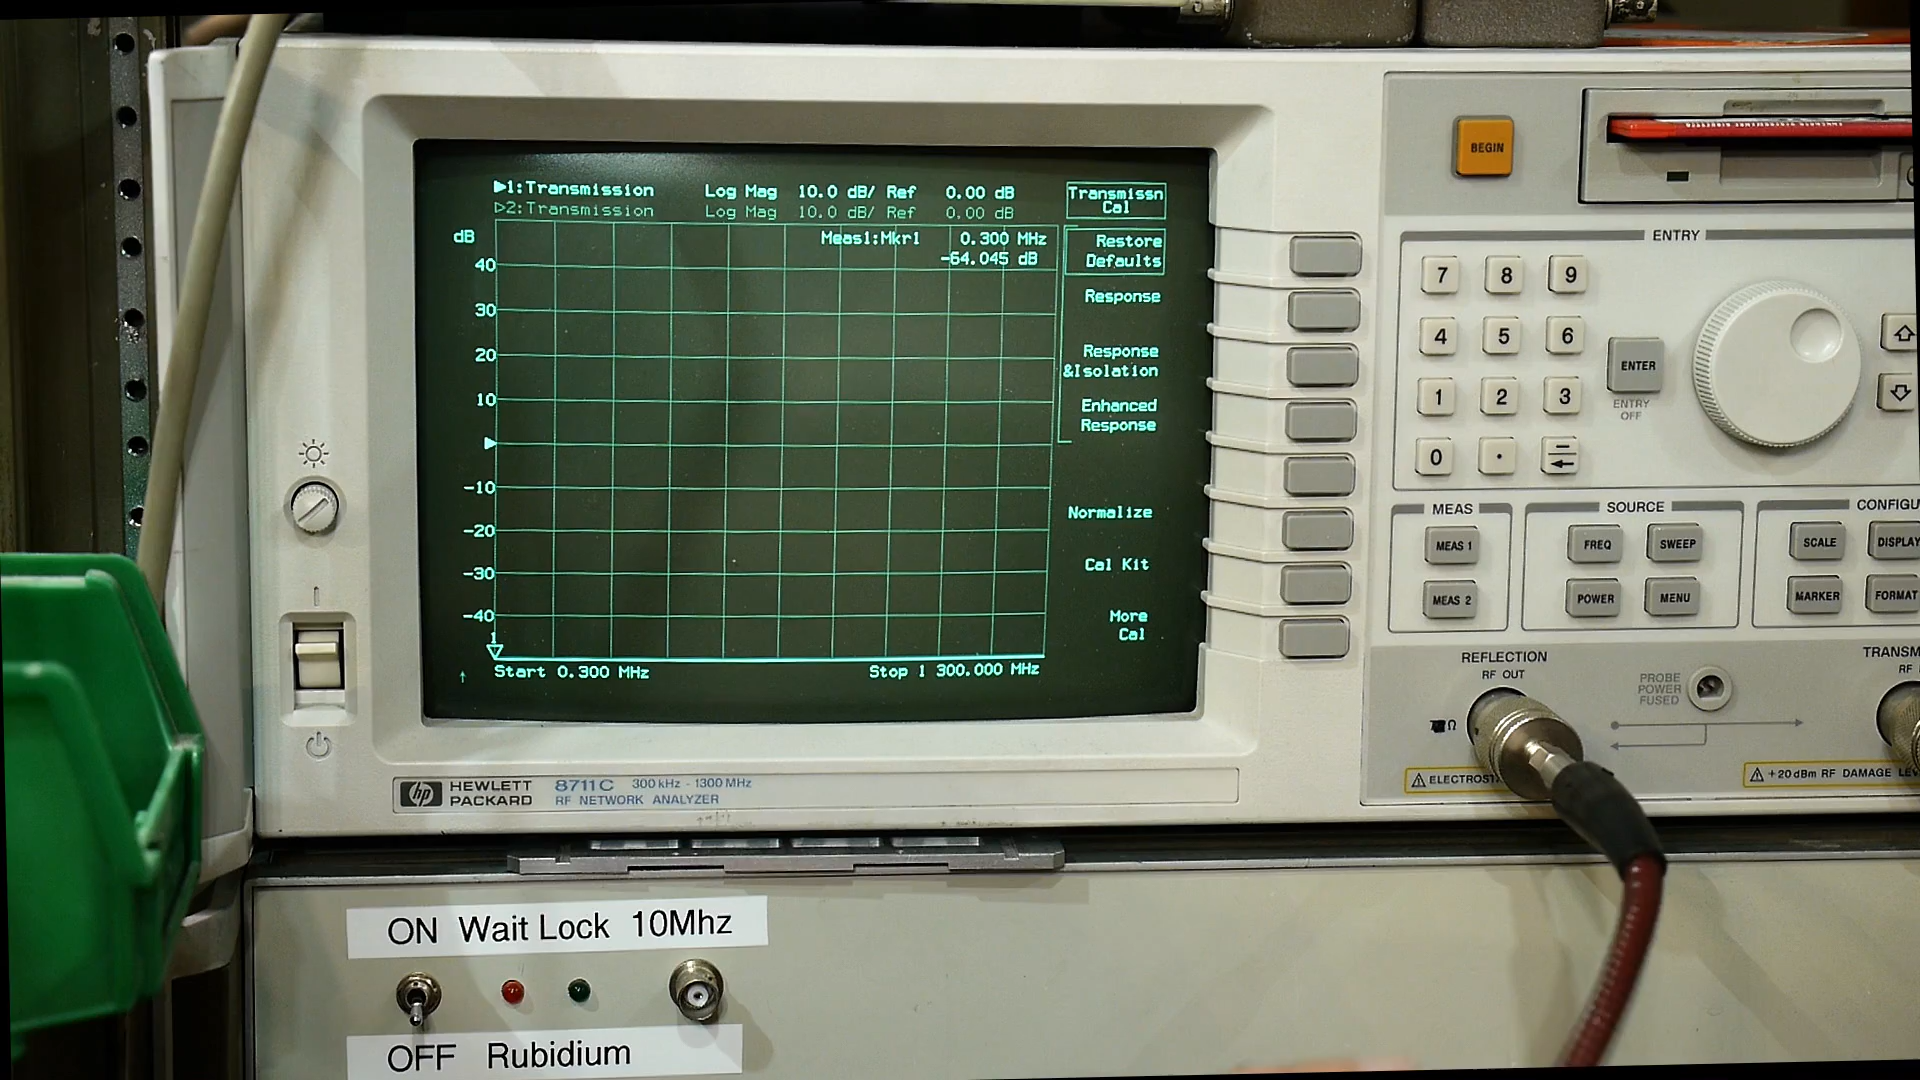 ▶1:Transmission Log Mag 10.0 dB/ Ref 0.00 dB
▷2:Transmission Log Mag 10.0 dB/ Ref 0.00 dB
Transmissn
Cal
dB
Meas1:Mkr1 0.300 MHz
-64.045 dB
40
30
20
10
-10
-20
-30
-40
1
Start 0.300 MHz Stop 1 300.000 MHz
Restore
Defaults
Response
Response
&Isolation
Enhanced
Response
Normalize
Cal Kit
More
Cal
hp HEWLETT
PACKARD
8711C 300 kHz - 1300 MHz
RF NETWORK ANALYZER
BEGIN
ENTRY
7 8 9
4 5 6
1 2 3
0 .
ENTER
ENTRY
OFF
MEAS
MEAS 1
MEAS 2
SOURCE
FREQ SWEEP
POWER MENU
CONFIGU
SCALE DISPLAY
MARKER FORMAT
REFLECTION
RF OUT
PROBE
POWER
FUSED
TRANSM
RF
Ω
ELECTROST
+20 dBm RF DAMAGE LEV
ON Wait Lock 10Mhz
OFF Rubidium